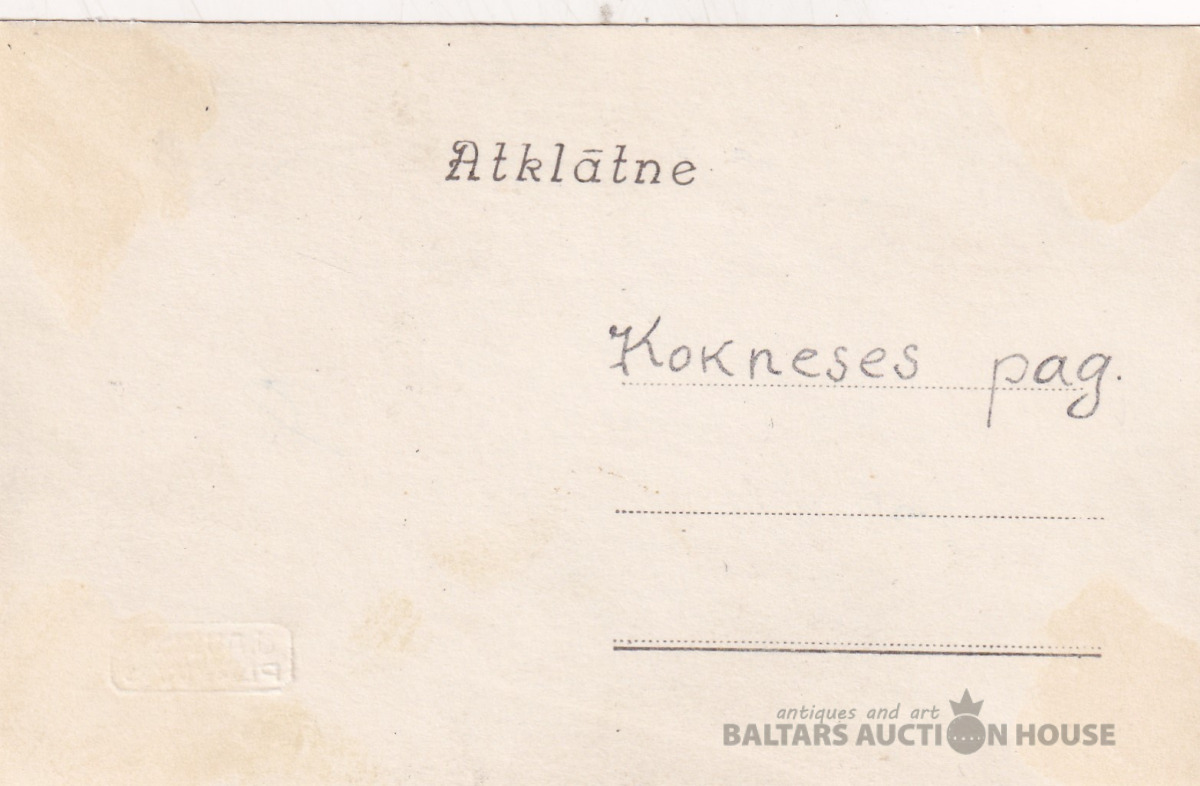 Atklātne
Kokneses pag.
antiques and art
BALTARS AUCTION HOUSE